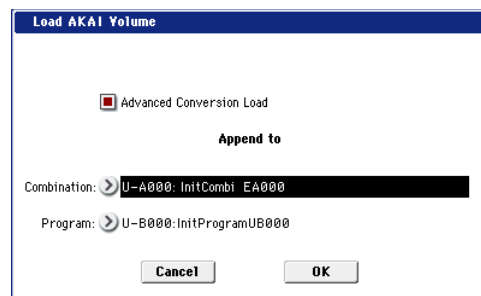 Load AKAI Volume
Advanced Conversion Load
Append to
Combination: U-A000: InitCombi EA000
Program: U-B000:InitProgramUB000
Cancel OK